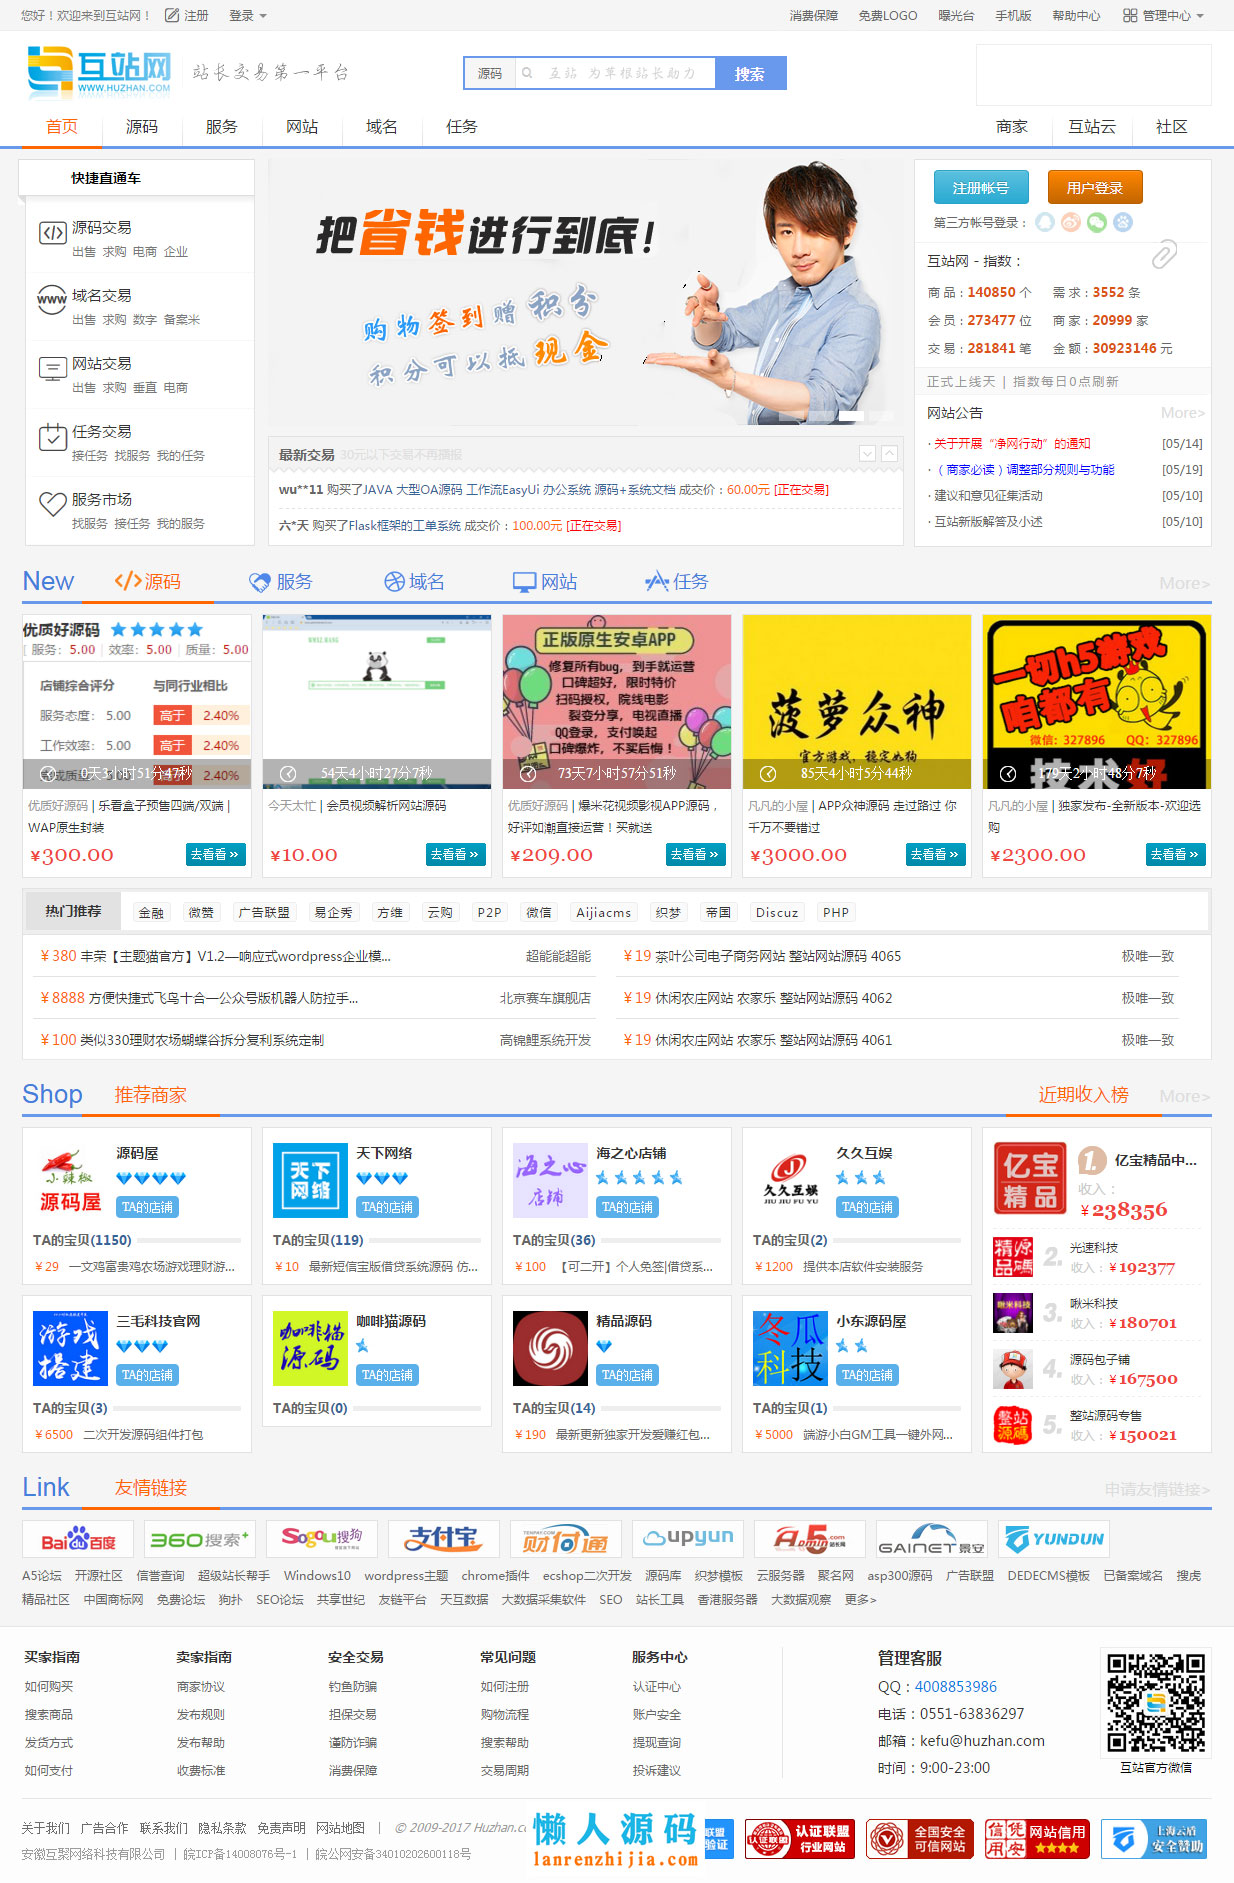 您好！欢迎来到互站网！ 注册 登录
消费保障 免费LOGO 曝光台 手机版 帮助中心 管理中心
互站网
WWW.HUZHAN.COM
站长交易第一平台
源码 互站 为草根站长助力 搜索
首页 源码 服务 网站 域名 任务 商家 互站云 社区
快捷直通车
源码交易
出售 求购 电商 企业
域名交易
出售 求购 数字 备案米
网站交易
出售 求购 垂直 电商
任务交易
接任务 找服务 我的任务
服务市场
找服务 接任务 我的服务
把省钱进行到底！
购物签到赠积分
积分可以抵现金
最新交易 30元以下交易不再播报
wu**11 购买了JAVA 大型OA源码 工作流EasyUi 办公系统 源码+系统文档 成交价：60.00元 [正在交易]
六*天 购买了Flask框架的工单系统 成交价：100.00元 [正在交易]
注册帐号 用户登录
第三方帐号登录：
互站网 - 指数：
商 品：140850 个 需 求：3552 条
会 员：273477 位 商 家：20999 家
交 易：281841 笔 金 额：30923146 元
正式上线天 | 指数每日0点刷新
网站公告 More>
· 关于开展“净网行动”的通知 [05/14]
· （商家必读）调整部分规则与功能 [05/19]
· 建议和意见征集活动 [05/10]
· 互站新版解答及小述 [05/10]
New 源码 服务 域名 网站 任务 More>
优质好源码
服务：5.00 | 效率：5.00 | 质量：5.00
店铺综合评分 与同行业相比
服务态度： 5.00 高于 2.40%
工作效率： 5.00 高于 2.40%
0天3小时51分47秒
优质好源码 | 乐看盒子预售四端/双端 | WAP原生封装
¥300.00 去看看 »
54天4小时27分7秒
今天太忙 | 会员视频解析网站源码
¥10.00 去看看 »
正版原生安卓APP
修复所有bug，到手就运营
口碑超好，限时特价
扫码授权，院线电影
裂变分享，电视直播
QQ登录，支付唤起
口碑爆炸，不买后悔！
73天7小时57分51秒
优质好源码 | 爆米花视频影视APP源码，好评如潮直接运营！买就送
¥209.00 去看看 »
菠萝众神
官方游戏，稳定如狗
85天4小时5分44秒
凡凡的小屋 | APP众神源码 走过路过 你千万不要错过
¥3000.00 去看看 »
一切h5游戏
咱都有
微信：327896 QQ：327896
179天2小时48分7秒
凡凡的小屋 | 独家发布-全新版本-欢迎选购
¥2300.00 去看看 »
热门推荐 金融 微赞 广告联盟 易企秀 方维 云购 P2P 微信 Aijiacms 织梦 帝国 Discuz PHP
¥ 380 丰荣【主题猫官方】V1.2—响应式wordpress企业模... 超能能超能
¥ 19 茶叶公司电子商务网站 整站网站源码 4065 极唯一致
¥ 8888 方便快捷式飞鸟十合一公众号版机器人防拉手... 北京赛车旗舰店
¥ 19 休闲农庄网站 农家乐 整站网站源码 4062 极唯一致
¥ 100 类似330理财农场蝴蝶谷拆分复利系统定制 高锦鲤系统开发
¥ 19 休闲农庄网站 农家乐 整站网站源码 4061 极唯一致
Shop 推荐商家 近期收入榜 More>
小辣椒
源码屋
源码屋
TA的店铺
TA的宝贝(1150)
¥ 29 一文鸡富贵鸡农场游戏理财游...
天下网络
天下网络
TA的店铺
TA的宝贝(119)
¥ 10 最新短信宝版借贷系统源码 仿...
海之心
店铺
海之心店铺
TA的店铺
TA的宝贝(36)
¥ 100 【可二开】个人免签|借贷系...
久久互娱
JIU JIU FU YU
久久互娱
TA的店铺
TA的宝贝(2)
¥ 1200 提供本店软件安装服务
游戏搭建
三毛科技官网
TA的店铺
TA的宝贝(3)
¥ 6500 二次开发源码组件打包
咖啡猫源码
咖啡猫源码
TA的店铺
TA的宝贝(0)
精品源码
TA的店铺
TA的宝贝(14)
¥ 190 最新更新独家开发爱赚红包...
冬瓜科技
小东源码屋
TA的店铺
TA的宝贝(1)
¥ 5000 端游小白GM工具一键外网...
亿宝精品
1. 亿宝精品中...
收入：
¥ 238356
精品源码
2. 光速科技
收入：¥ 192377
啾米科技
3. 啾米科技
收入：¥ 180701
4. 源码包子铺
收入：¥ 167500
整站源码
5. 整站源码专售
收入：¥ 150021
Link 友情链接 申请友情链接>
Bai百度 360搜索+ Sogou搜狗 支付宝 TENPAY.COM 财付通 upyun Admin5.com 站长网 GAINET景安 YUNDUN
A5论坛 开源社区 信誉查询 超级站长帮手 Windows10 wordpress主题 chrome插件 ecshop二次开发 源码库 织梦模板 云服务器 聚名网 asp300源码 广告联盟 DEDECMS模板 已备案域名 搜虎
精品社区 中国商标网 免费论坛 狗扑 SEO论坛 共享世纪 友链平台 天互数据 大数据采集软件 SEO 站长工具 香港服务器 大数据观察 更多>
买家指南 卖家指南 安全交易 常见问题 服务中心
如何购买 商家协议 钓鱼防骗 如何注册 认证中心
搜索商品 发布规则 担保交易 购物流程 账户安全
发货方式 发布帮助 谨防诈骗 搜索帮助 提现查询
如何支付 收费标准 消费保障 交易周期 投诉建议
管理客服
QQ：4008853986
电话：0551-63836297
邮箱：kefu@huzhan.com
时间：9:00-23:00
互站官方微信
关于我们 广告合作 联系我们 隐私条款 免责声明 网站地图 | © 2009-2017 Huzhan.co
安徽互聚网络科技有限公司 | 皖ICP备14008076号-1 | 皖公网安备34010202600118号
懒人源码
lanrenzhijia.com
联盟
验证
认证联盟
行业网站
全国安全
可信网站
凭安征信
网站信用
上海云盾
安全赞助